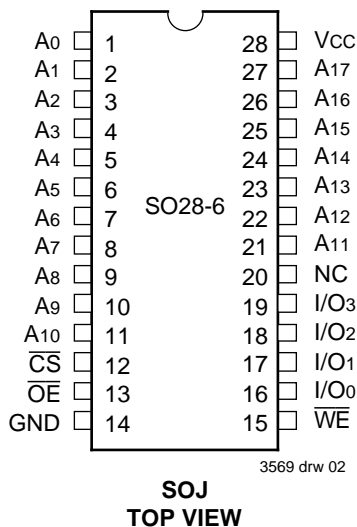 A0 1 28 VCC
A1 2 27 A17
A2 3 26 A16
A3 4 25 A15
A4 5 24 A14
A5 6 SO28-6 23 A13
A6 7 22 A12
A7 8 21 A11
A8 9 20 NC
A9 10 19 I/O3
A10 11 18 I/O2
C̅S̅ 12 17 I/O1
O̅E̅ 13 16 I/O0
GND 14 15 W̅E̅
3569 drw 02
SOJ
TOP VIEW